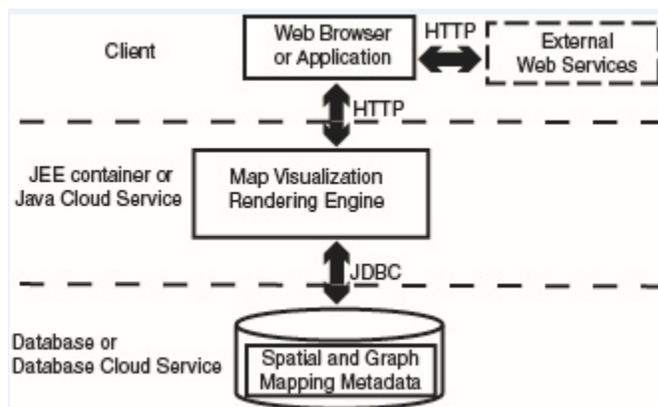 Web Browser
or Application
HTTP
External
Web Services
Client
HTTP
JEE container or
Java Cloud Service
Map Visualization
Rendering Engine
JDBC
Database or
Database Cloud Service
Spatial and Graph
Mapping Metadata